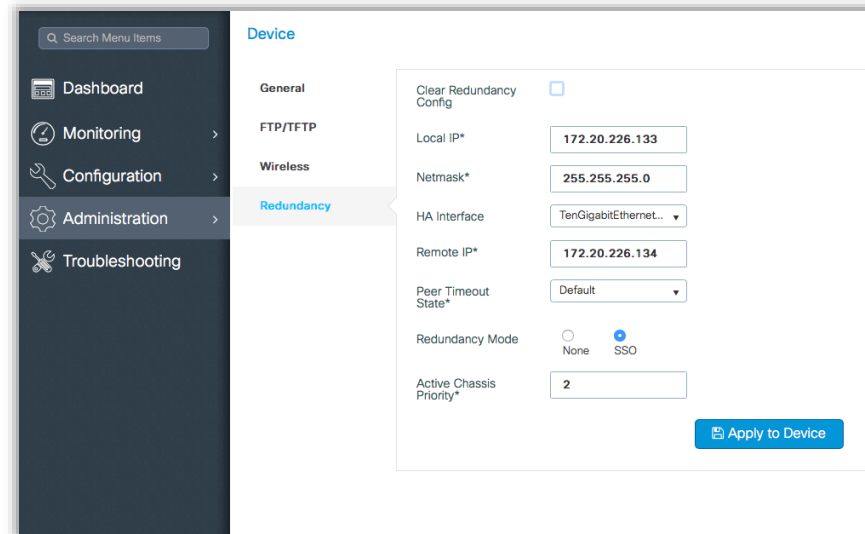 Search Menu Items
Dashboard
Monitoring
Configuration
Administration
Troubleshooting
Device
General
FTP/TFTP
Wireless
Redundancy
Clear Redundancy
Config
Local IP*
172.20.226.133
Netmask*
255.255.255.0
HA Interface
TenGigabitEthernet...
Remote IP*
172.20.226.134
Peer Timeout
State*
Default
Redundancy Mode
None
SSO
Active Chassis
Priority*
2
Apply to Device